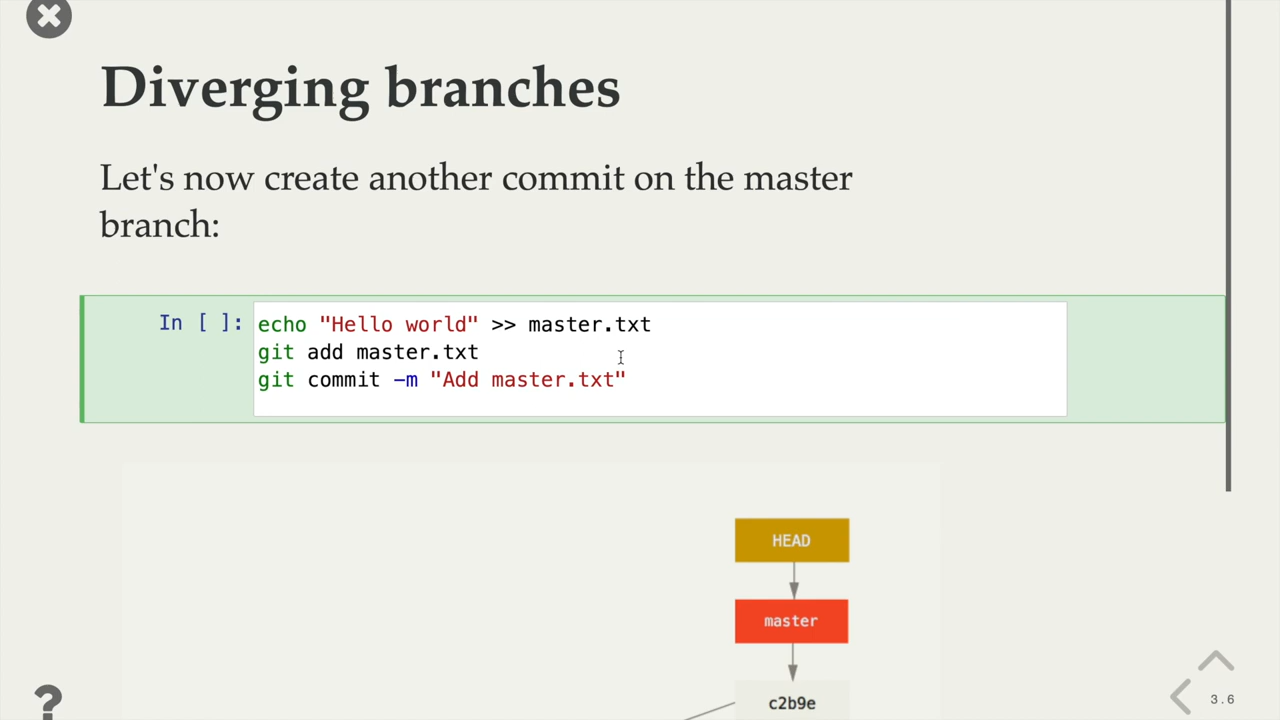 Diverging branches
Let's now create another commit on the master
branch:
In [ ]:
echo "Hello world" >> master.txt
git add master.txt
git commit -m "Add master.txt"
HEAD
master
c2b9e
?
3.6